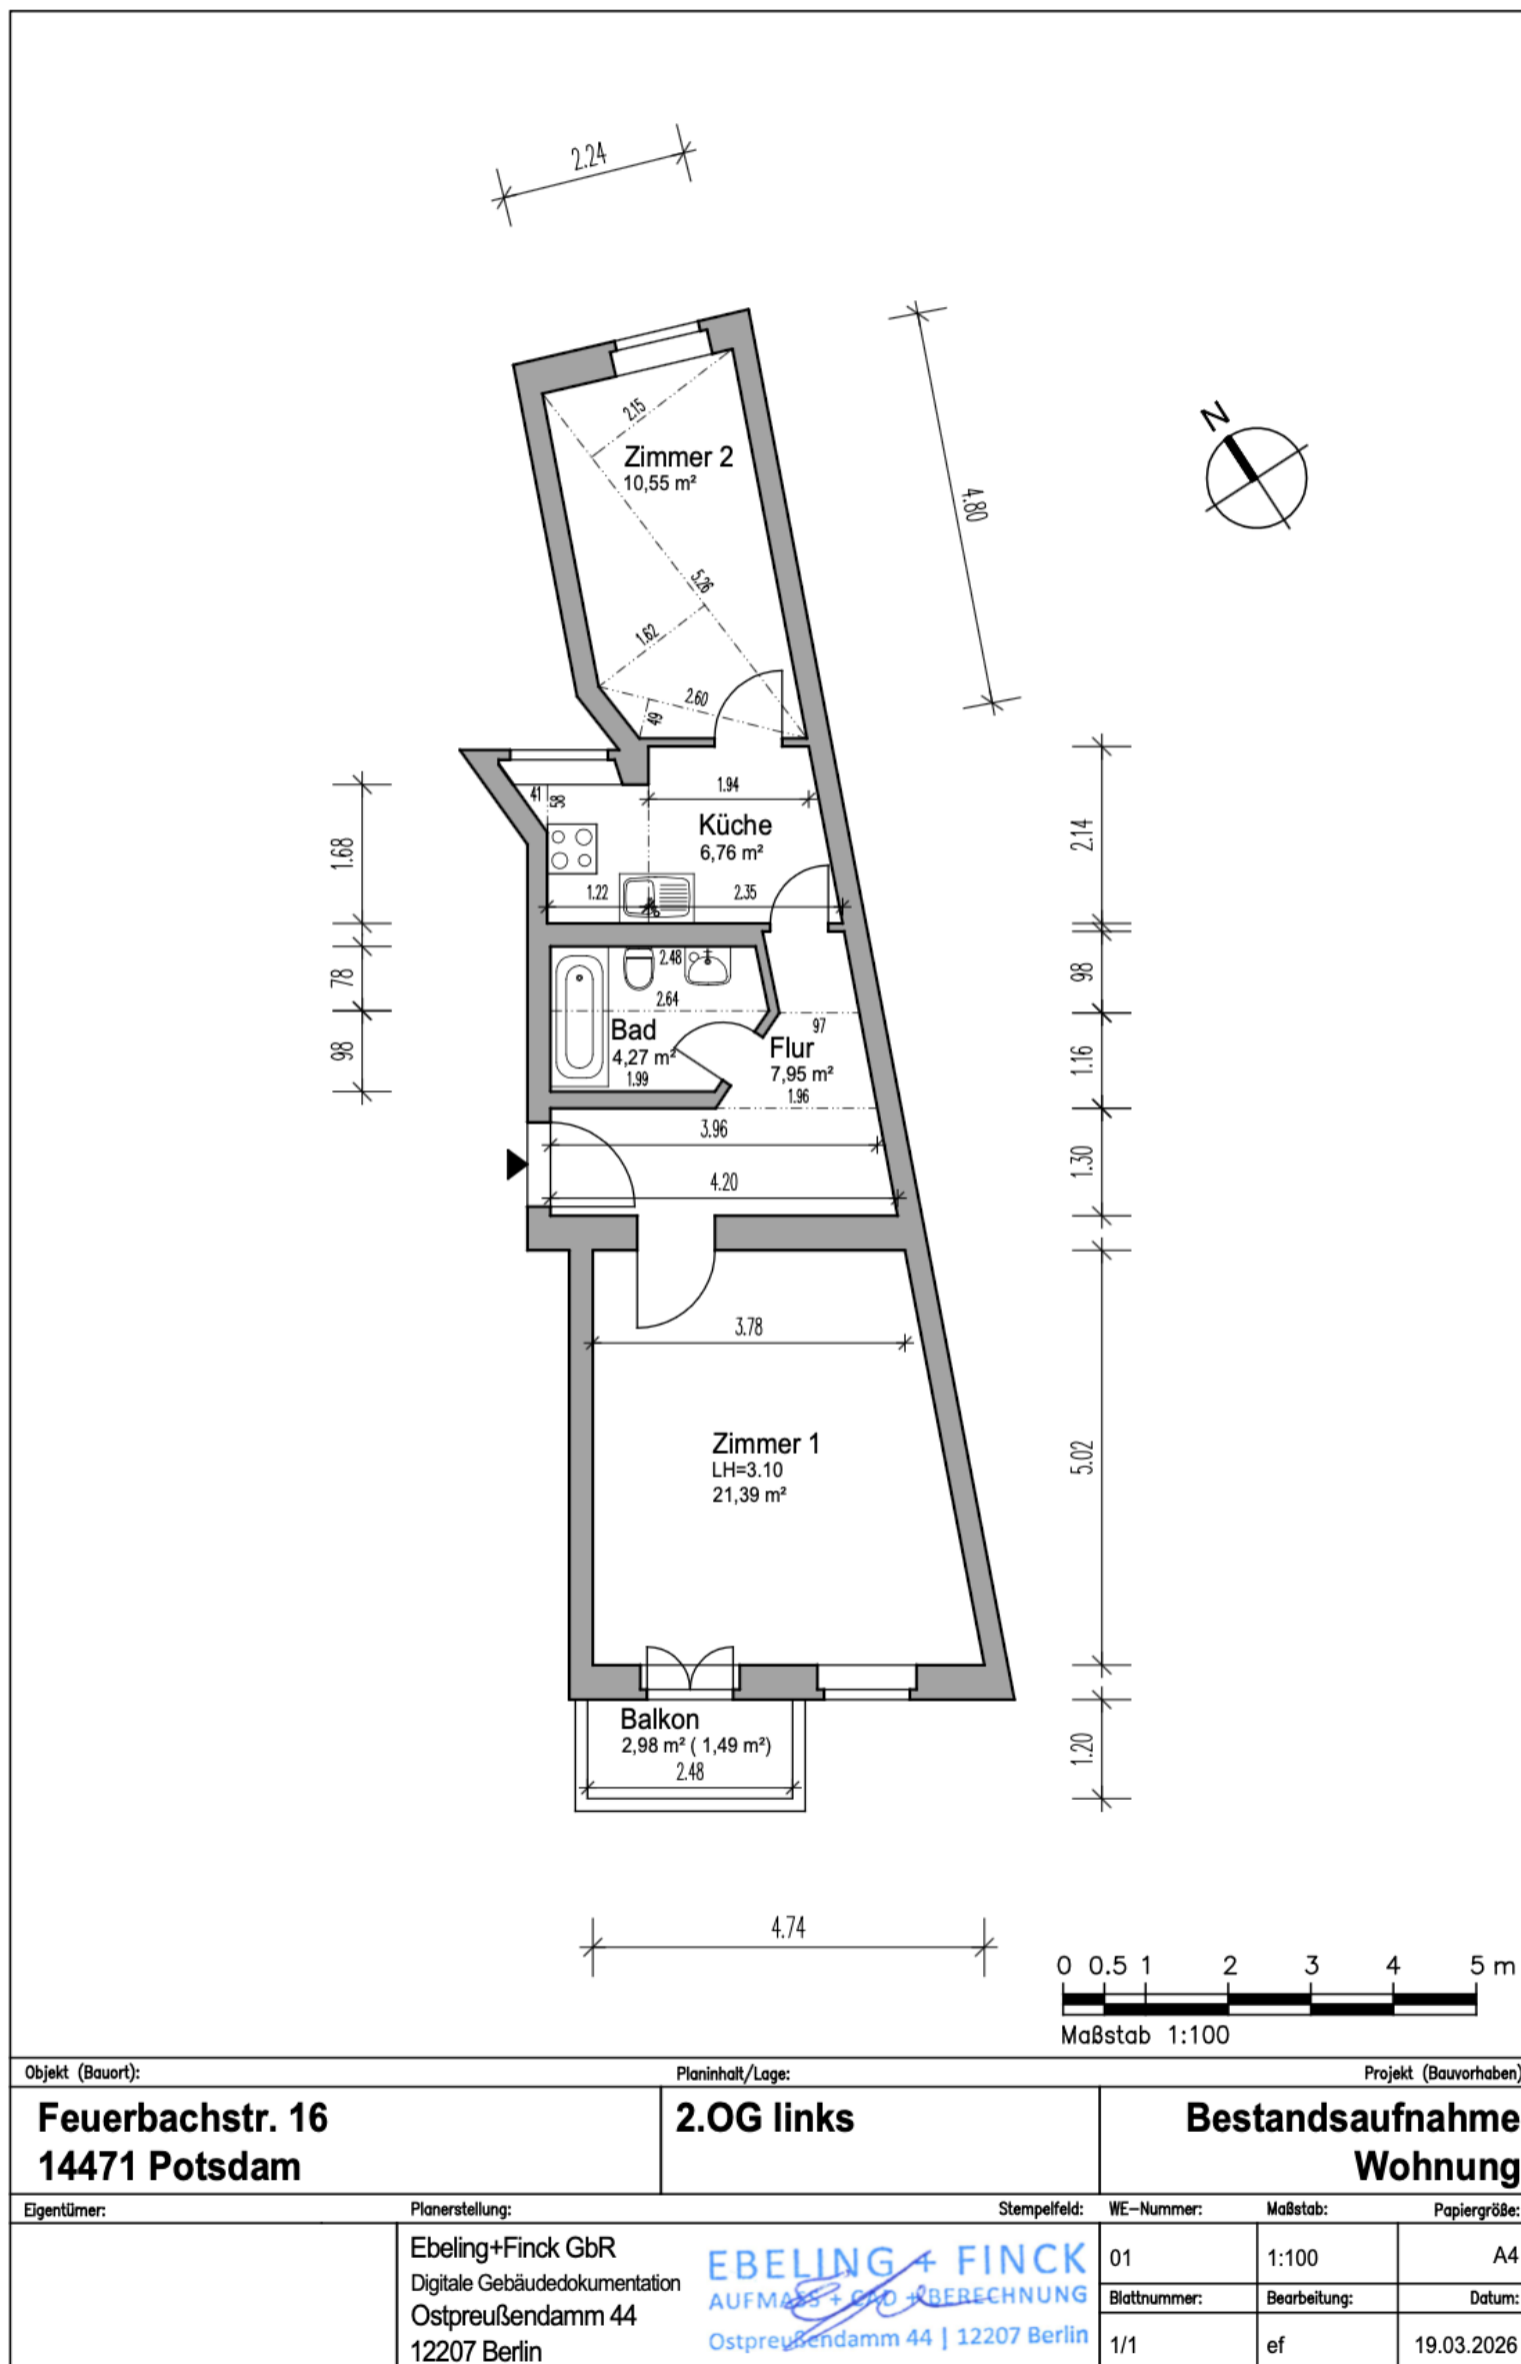 2.24
N
2.15
Zimmer 2
10,55 m²
4.80
5.26
1.62
2.60
49
1.94
41
58
Küche
6,76 m²
1.68
2.14
1.22
2.35
2.48
78
98
2.64
97
Bad
4,27 m²
1.99
Flur
7,95 m²
98
1.16
1.96
3.96
1.30
4.20
3.78
Zimmer 1
LH=3.10
21,39 m²
5.02
Balkon
2,98 m² ( 1,49 m²)
2.48
1.20
4.74
0 0.5 1 2 3 4 5 m
Maßstab 1:100
Objekt (Bauort):
Planinhalt/Lage:
Projekt (Bauvorhaben)
Feuerbachstr. 16
14471 Potsdam
2.OG links
Bestandsaufnahme
Wohnung
Eigentümer:
Planerstellung:
Stempelfeld:
WE-Nummer:
Maßstab:
Papiergröße:
Ebeling+Finck GbR
Digitale Gebäudedokumentation
Ostpreußendamm 44
12207 Berlin
EBELING + FINCK
AUFMASS + CAD + BERECHNUNG
Ostpreußendamm 44 | 12207 Berlin
01
1:100
A4
Blattnummer:
Bearbeitung:
Datum:
1/1
ef
19.03.2026